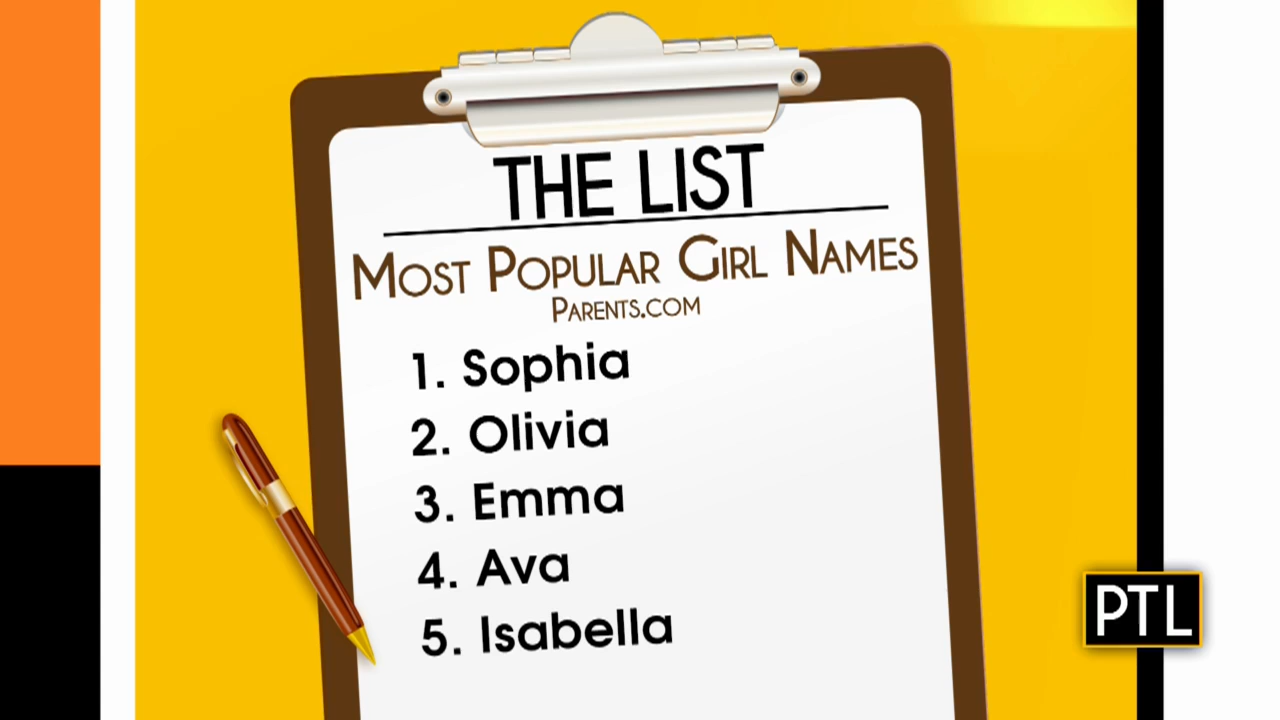 THE LIST
MOST POPULAR GIRL NAMES
PARENTS.COM
1. Sophia
2. Olivia
3. Emma
4. Ava
5. Isabella
PTL